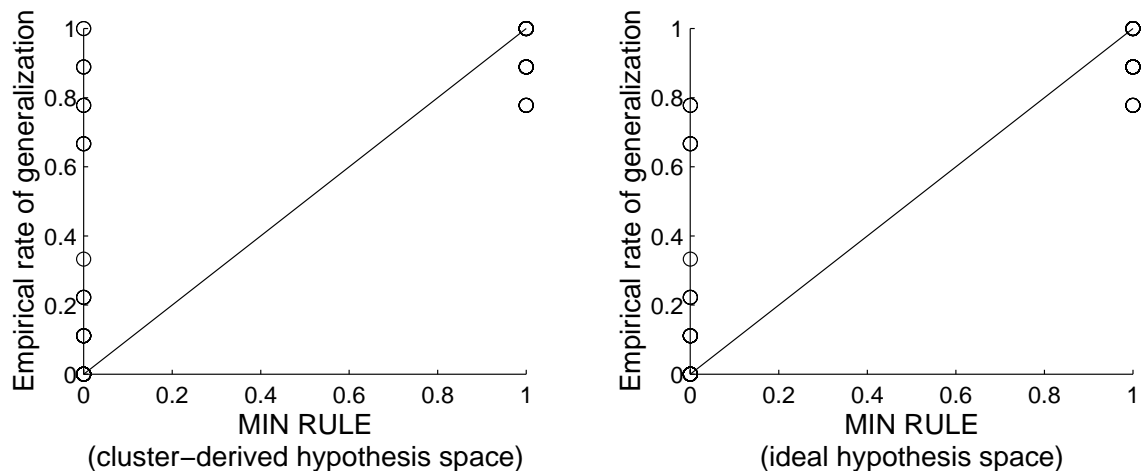 Empirical rate of generalization
1
0.8
0.6
0.4
0.2
0
0 0.2 0.4 0.6 0.8 1
MIN RULE
(cluster−derived hypothesis space)
Empirical rate of generalization
1
0.8
0.6
0.4
0.2
0
0 0.2 0.4 0.6 0.8 1
MIN RULE
(ideal hypothesis space)